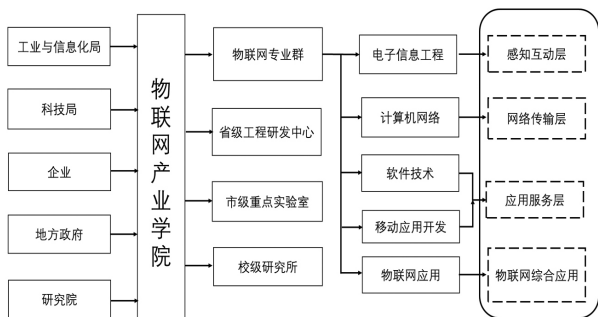 工业与信息化局
科技局
企业
地方政府
研究院
物联网产业学院
物联网专业群
省级工程研发中心
市级重点实验室
校级研究所
电子信息工程
计算机网络
软件技术
移动应用开发
物联网应用
感知互动层
网络传输层
应用服务层
物联网综合应用